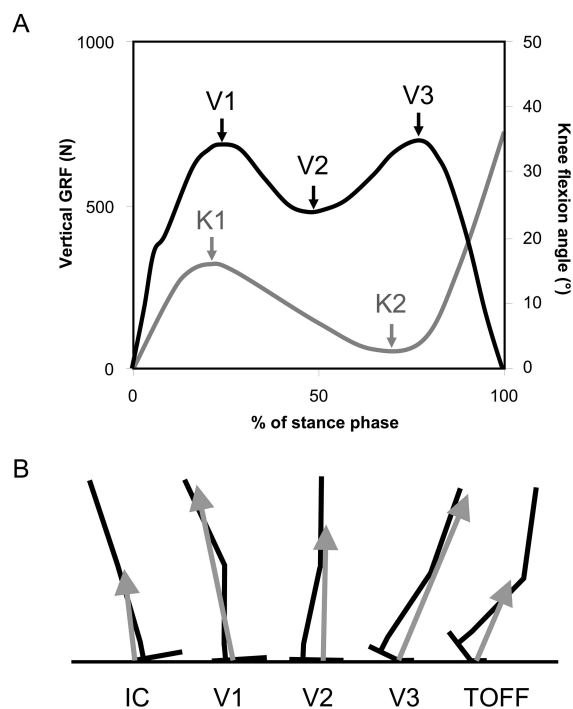 A
1000
50
V1
V3
40
V2
30
Vertical GRF (N)
500
Knee flexion angle (°)
K1
20
K2
10
0
0
0
50
100
% of stance phase
B
IC V1 V2 V3 TOFF